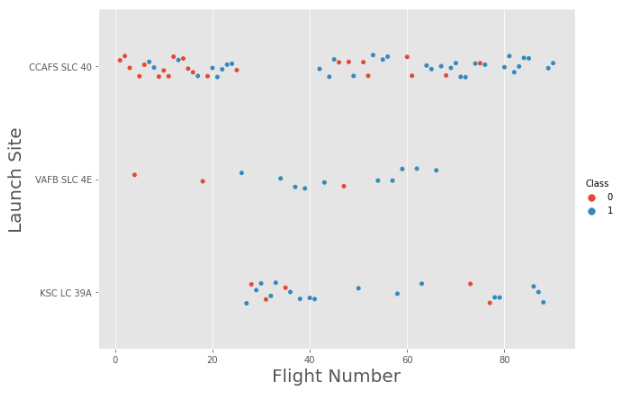 CCAFS SLC 40
VAFB SLC 4E
KSC LC 39A
Launch Site
0
20
40
60
80
Flight Number
Class
0
1